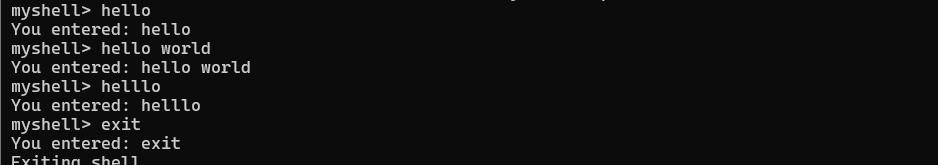 myshell> hello
You entered: hello
myshell> hello world
You entered: hello world
myshell> helllo
You entered: helllo
myshell> exit
You entered: exit
Exiting shell